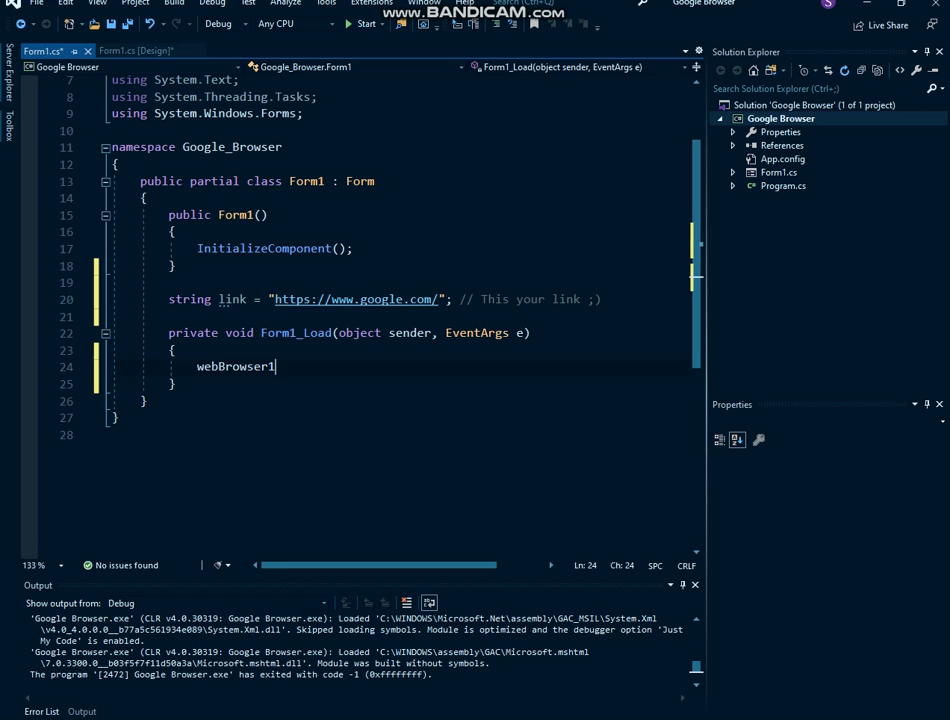 File Edit View Project Build Debug Test Analyze Tools Extensions Window Help Search (Ctrl+Q) Google Browser S
www.BANDICAM.com
Debug Any CPU Start Live Share
Form1.cs* Form1.cs [Design]*
Google Browser Google_Browser.Form1 Form1_Load(object sender, EventArgs e)
Server Explorer
Toolbox
7 using System.Text;
8 using System.Threading.Tasks;
9 using System.Windows.Forms;
10
11 namespace Google_Browser
12 {
13 public partial class Form1 : Form
14 {
15 public Form1()
16 {
17 InitializeComponent();
18 }
19
20 string link = "https://www.google.com/"; // This your link ;)
21
22 private void Form1_Load(object sender, EventArgs e)
23 {
24 webBrowser1
25 }
26 }
27 }
28
133 % No issues found Ln: 24 Ch: 24 SPC CRLF
Output
Show output from: Debug
'Google Browser.exe' (CLR v4.0.30319: Google Browser.exe): Loaded 'C:\WINDOWS\Microsoft.Net\assembly\GAC_MSIL\System.Xml
\v4.0_4.0.0.0__b77a5c561934e089\System.Xml.dll'. Skipped loading symbols. Module is optimized and the debugger option 'Just
My Code' is enabled.
'Google Browser.exe' (CLR v4.0.30319: Google Browser.exe): Loaded 'C:\WINDOWS\assembly\GAC\Microsoft.mshtml
\7.0.3300.0__b03f5f7f11d50a3a\Microsoft.mshtml.dll'. Module was built without symbols.
The program '[2472] Google Browser.exe' has exited with code -1 (0xffffffff).
Error List Output
Solution Explorer
Search Solution Explorer (Ctrl+;)
Solution 'Google Browser' (1 of 1 project)
Google Browser
Properties
References
App.config
Form1.cs
Program.cs
Properties